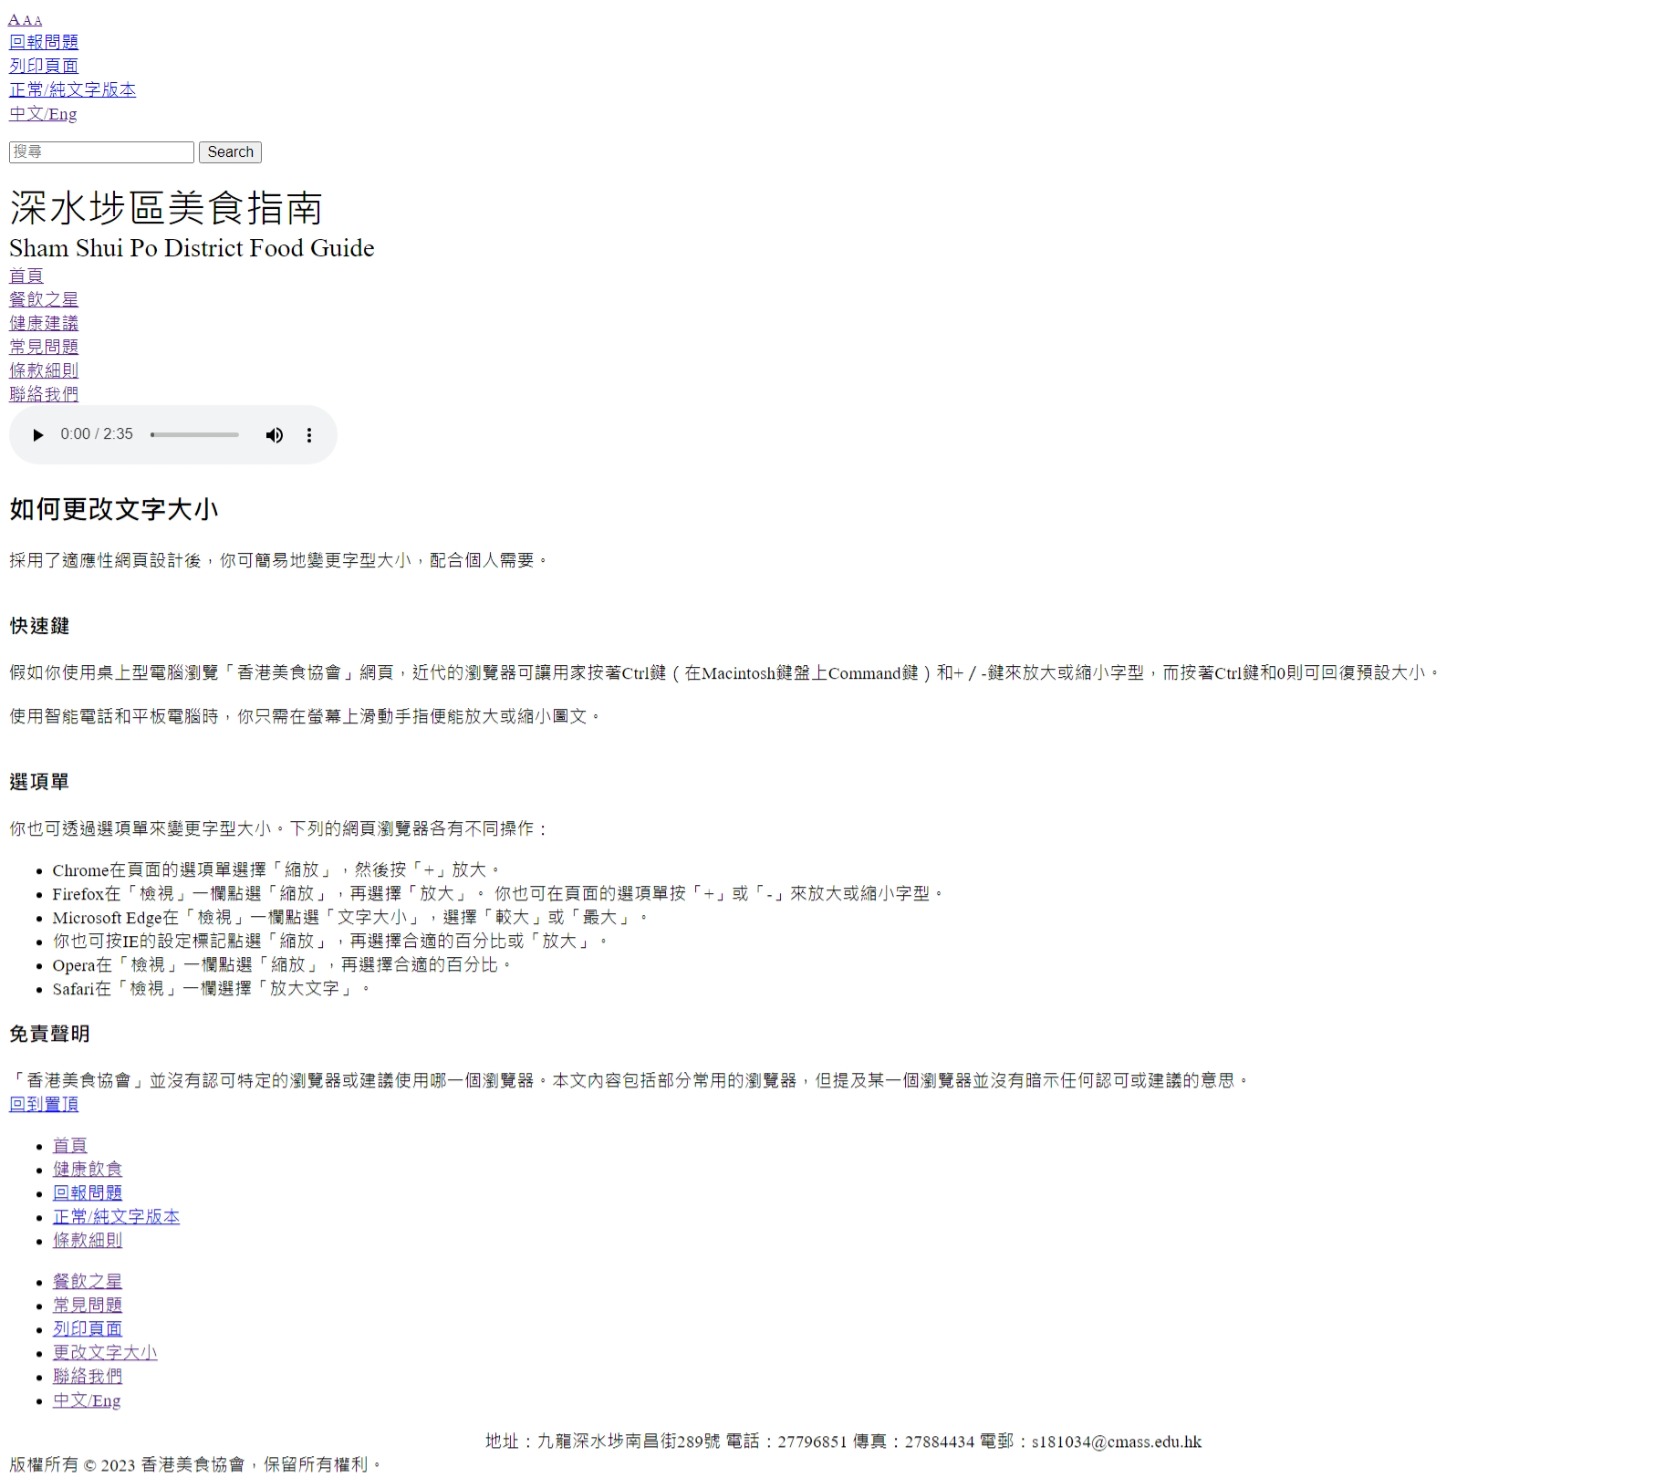 A A A
回報問題
列印頁面
正常/純文字版本
中文/Eng
搜尋 Search
深水埗區美食指南
Sham Shui Po District Food Guide
首頁
餐飲之星
健康建議
常見問題
條款細則
聯絡我們
0:00 / 2:35
如何更改文字大小
採用了適應性網頁設計後，你可簡易地變更字型大小，配合個人需要。
快速鍵
假如你使用桌上型電腦瀏覽「香港美食協會」網頁，近代的瀏覽器可讓用家按著Ctrl鍵（在Macintosh鍵盤上Command鍵）和+ / -鍵來放大或縮小字型，而按著Ctrl鍵和0則可回復預設大小。
使用智能電話和平板電腦時，你只需在螢幕上滑動手指便能放大或縮小圖文。
選項單
你也可透過選項單來變更字型大小。下列的網頁瀏覽器各有不同操作：
• Chrome在頁面的選項單選擇「縮放」，然後按「+」放大。
• Firefox在「檢視」一欄點選「縮放」，再選擇「放大」。 你也可在頁面的選項單按「+」或「-」來放大或縮小字型。
• Microsoft Edge在「檢視」一欄點選「文字大小」，選擇「較大」或「最大」。
• 你也可按IE的設定標記點選「縮放」，再選擇合適的百分比或「放大」。
• Opera在「檢視」一欄點選「縮放」，再選擇合適的百分比。
• Safari在「檢視」一欄選擇「放大文字」。
免責聲明
「香港美食協會」並沒有認可特定的瀏覽器或建議使用哪一個瀏覽器。本文內容包括部分常用的瀏覽器，但提及某一個瀏覽器並沒有暗示任何認可或建議的意思。
回到置頂
• 首頁
• 健康飲食
• 回報問題
• 正常/純文字版本
• 條款細則
• 餐飲之星
• 常見問題
• 列印頁面
• 更改文字大小
• 聯絡我們
• 中文/Eng
地址：九龍深水埗南昌街289號 電話：27796851 傳真：27884434 電郵：s181034@cmass.edu.hk
版權所有 © 2023 香港美食協會，保留所有權利。